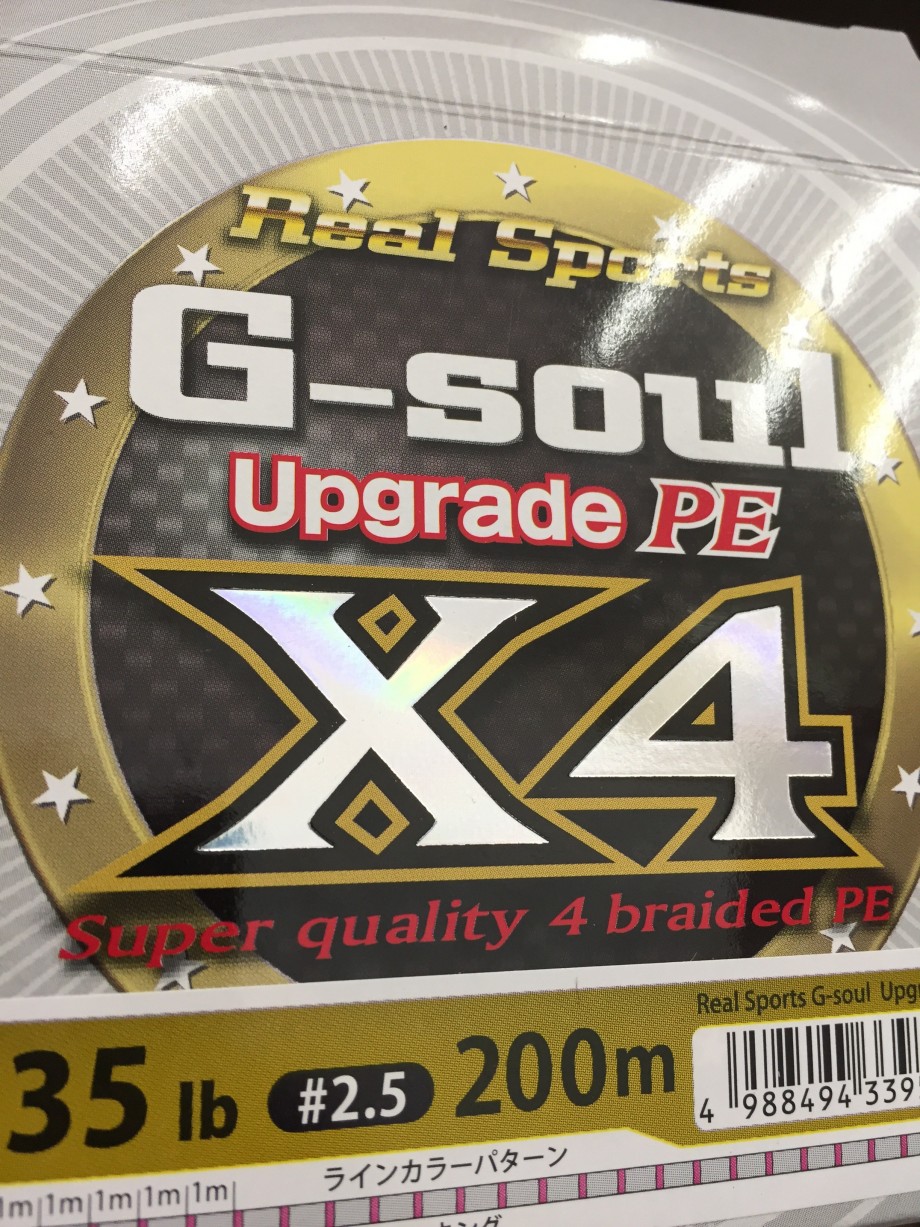 Real Sports
G-soul
Upgrade PE
X4
Super quality 4 braided PE
Real Sports G-soul
35 lb #2.5 200m
4 988494 339
ラインカラーパターン
1m 1m 1m 1m